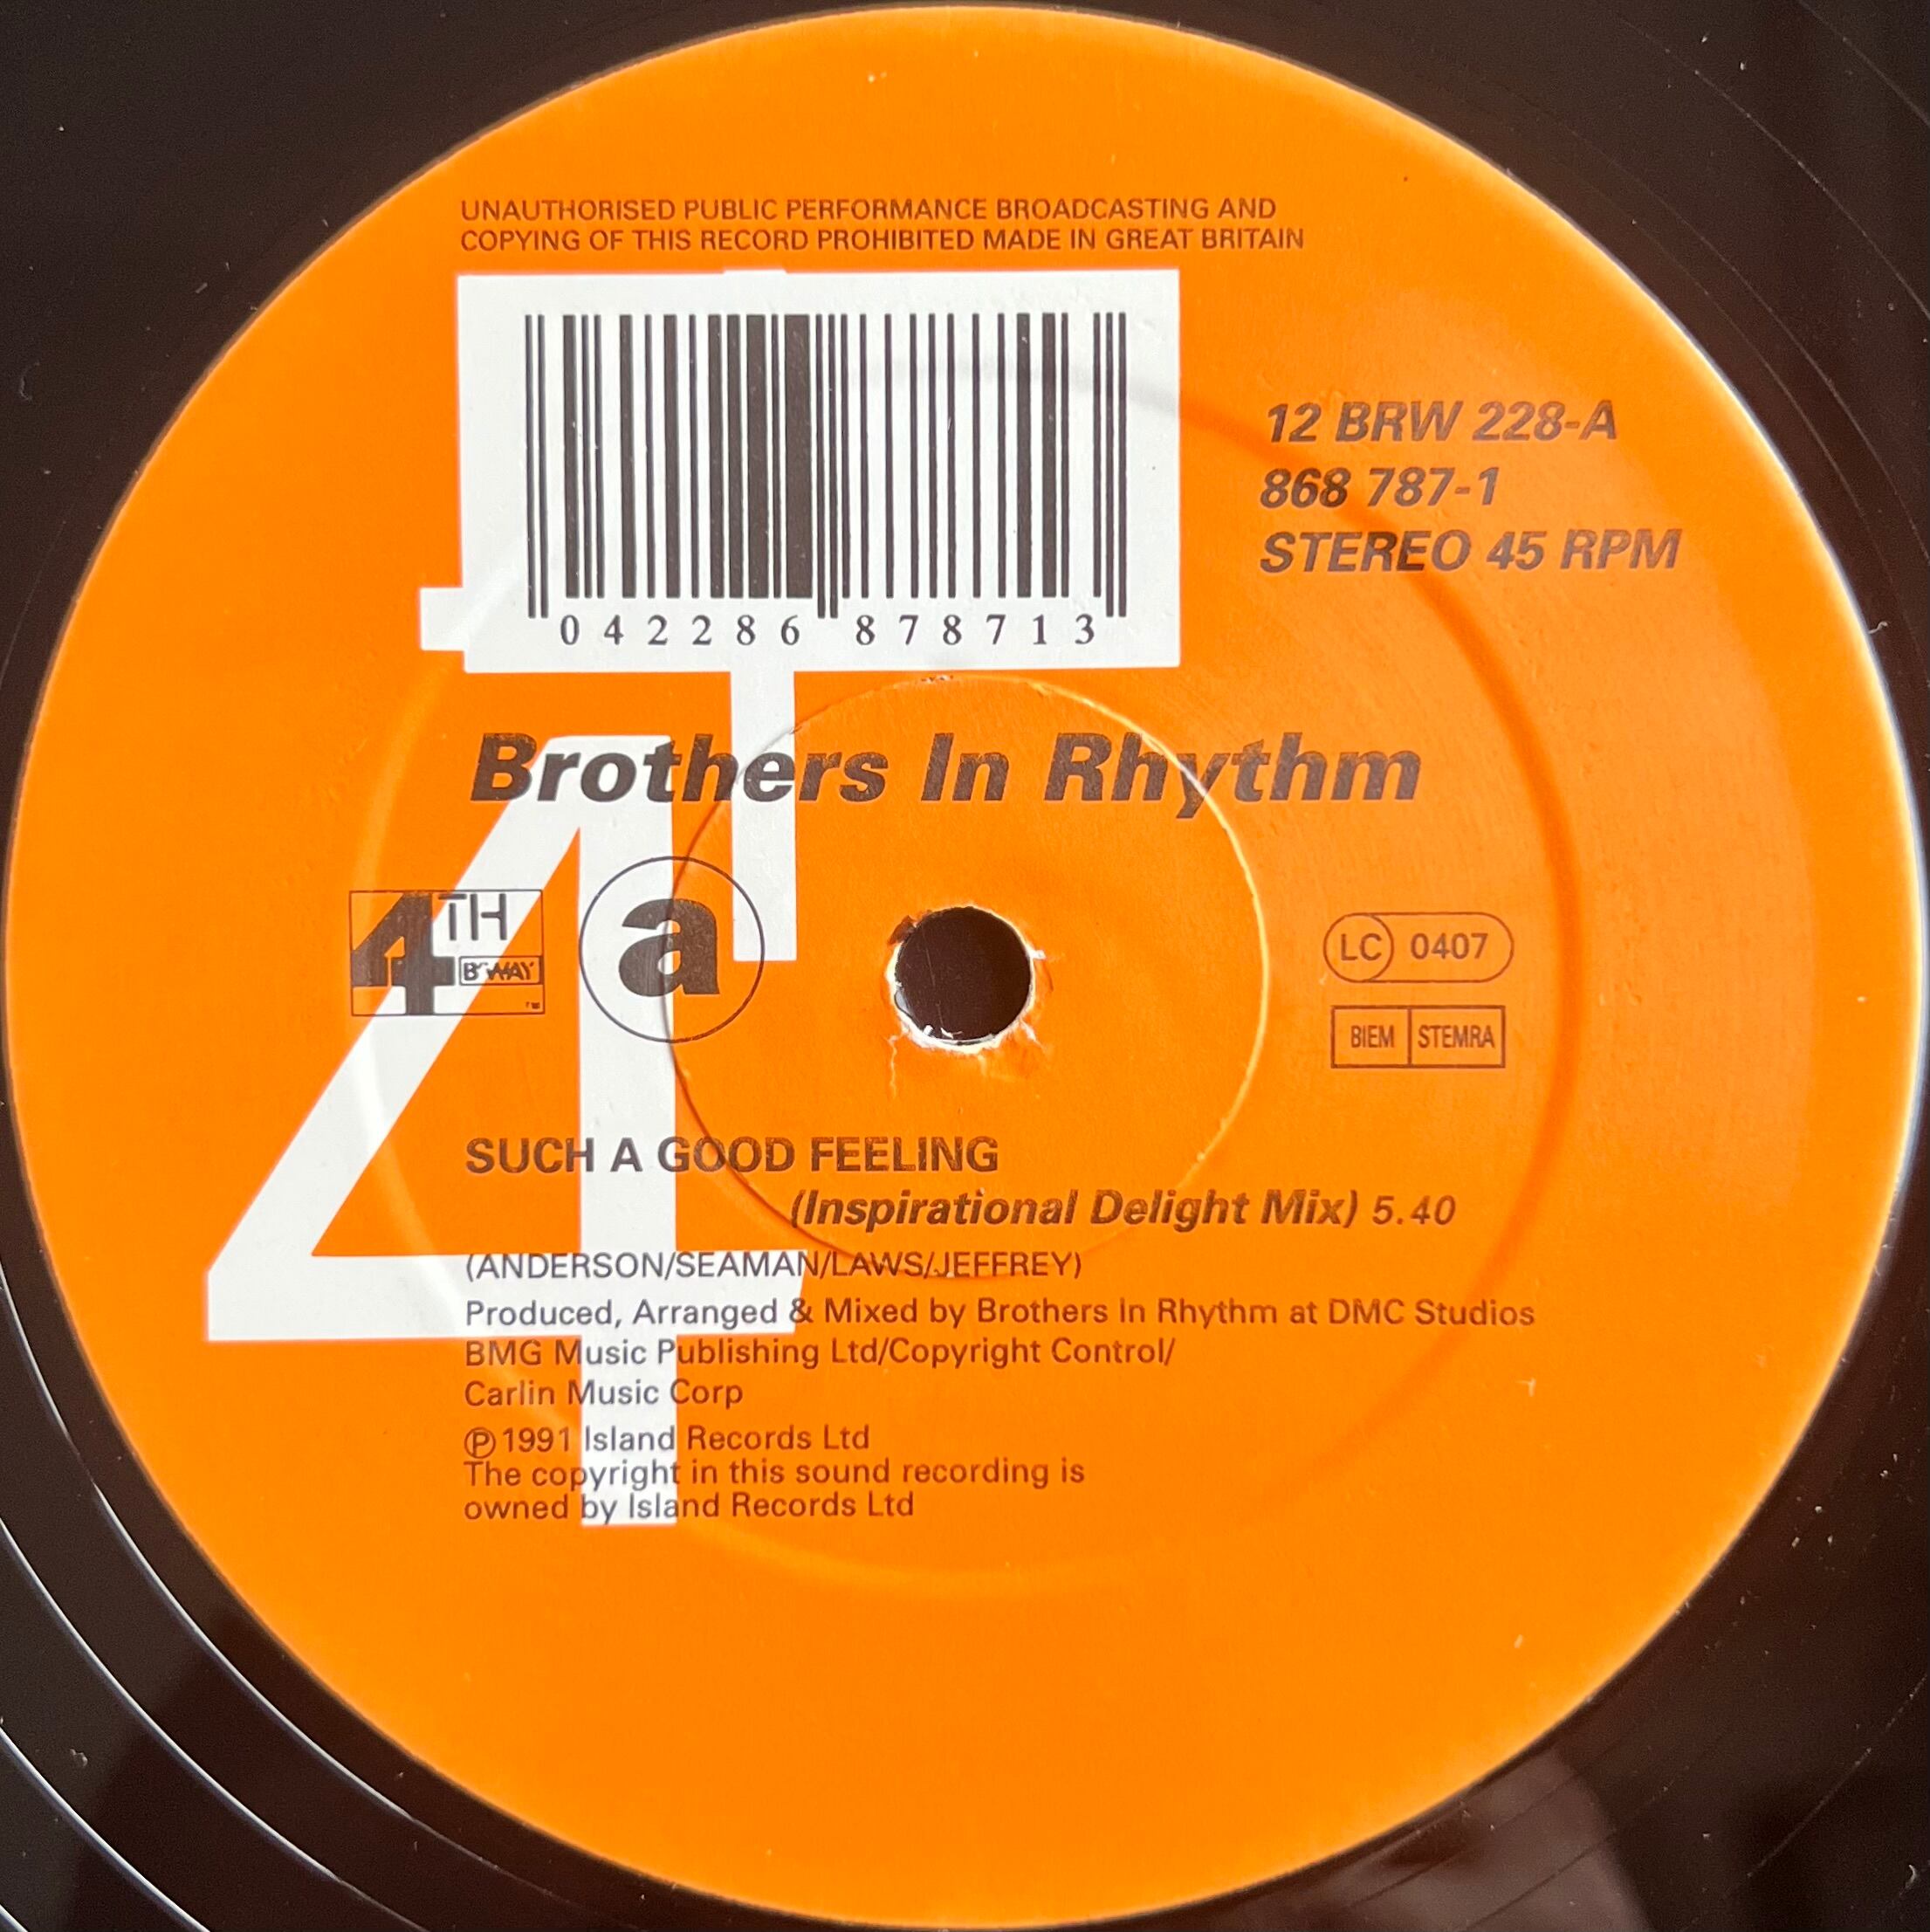 UNAUTHORISED PUBLIC PERFORMANCE BROADCASTING AND
COPYING OF THIS RECORD PROHIBITED MADE IN GREAT BRITAIN
0 42286 878713
12 BRW 228-A
868 787-1
STEREO 45 RPM
Brothers In Rhythm
4TH
B'WAY
TM
a
LC 0407
BIEM STEMRA
SUCH A GOOD FEELING
(Inspirational Delight Mix) 5.40
(ANDERSON/SEAMAN/LAWS/JEFFREY)
Produced, Arranged & Mixed by Brothers In Rhythm at DMC Studios
BMG Music Publishing Ltd/Copyright Control/
Carlin Music Corp
℗ 1991 Island Records Ltd
The copyright in this sound recording is
owned by Island Records Ltd